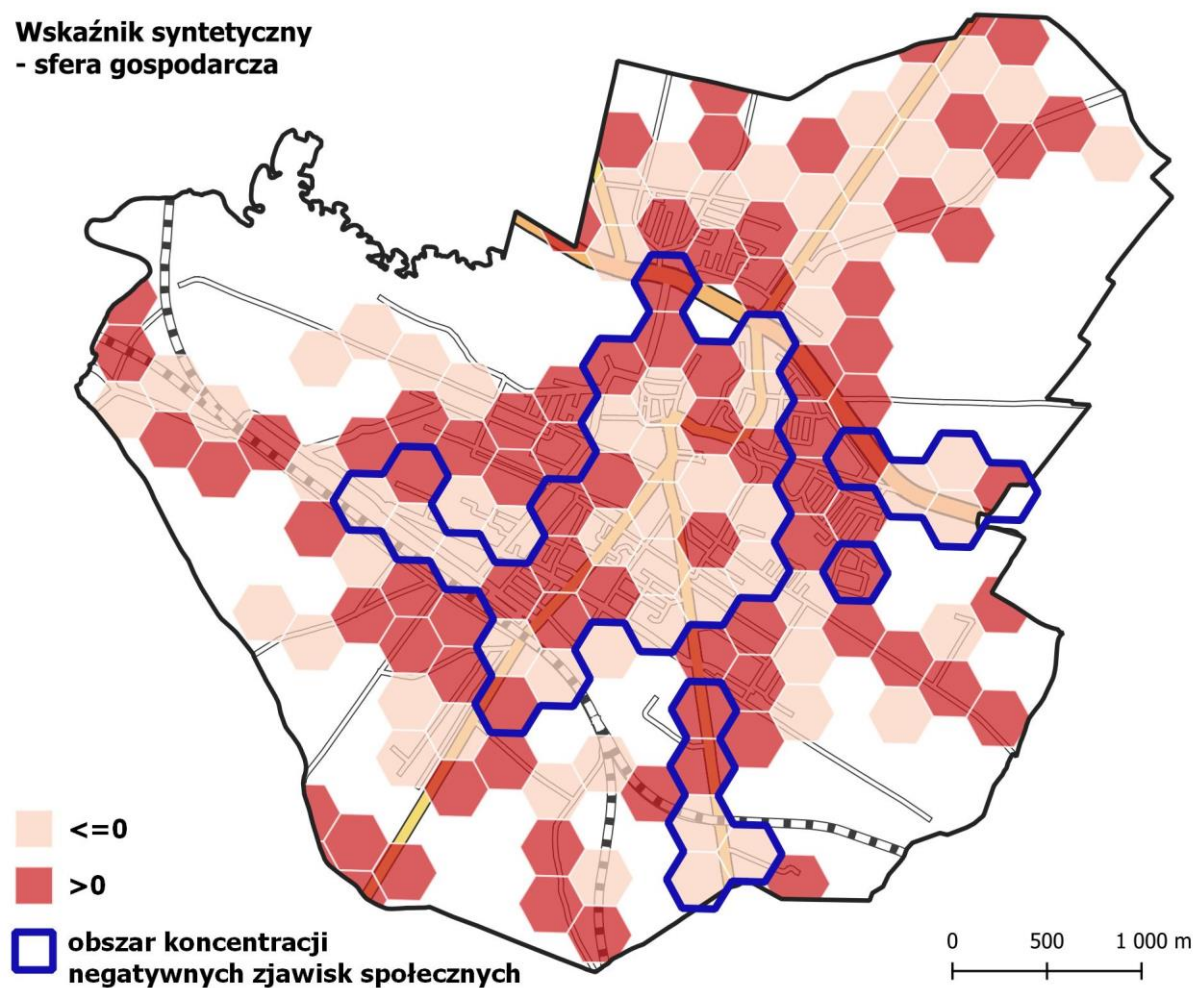 Wskaźnik syntetyczny
- sfera gospodarcza
<=0
>0
obszar koncentracji
negatywnych zjawisk społecznych
0 500 1 000 m